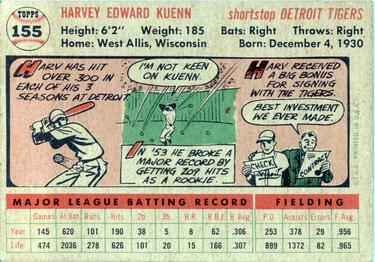 TOPPS
155
HARVEY EDWARD KUENN
shortstop DETROIT TIGERS
Height: 6'2" Weight: 185 Bats: Right Throws: Right
Home: West Allis, Wisconsin Born: December 4, 1930
HARV HAS HIT
OVER 300 IN
EACH OF HIS 3
SEASONS AT DETROIT.
I'M NOT KEEN
ON KUENN!
IN '53 HE BROKE A
MAJOR RECORD BY
GETTING 209 HITS
AS A ROOKIE.
HARV RECEIVED
A BIG BONUS
FOR SIGNING
WITH THE TIGERS.
BEST INVESTMENT
WE EVER MADE.
CHECK
Detroit
CONTRACT
©T.C.G. PRINTED IN U.S.A.
MAJOR LEAGUE BATTING RECORD FIELDING
Games At Bat Runs Hits 2b 3b H.R. R.B.I. B.Avg. P.O. Assists Errors F.Avg.
Year 145 620 101 190 38 5 8 62 .306 253 378 29 .956
Life 474 2036 278 626 99 19 15 166 .307 899 1372 82 .965